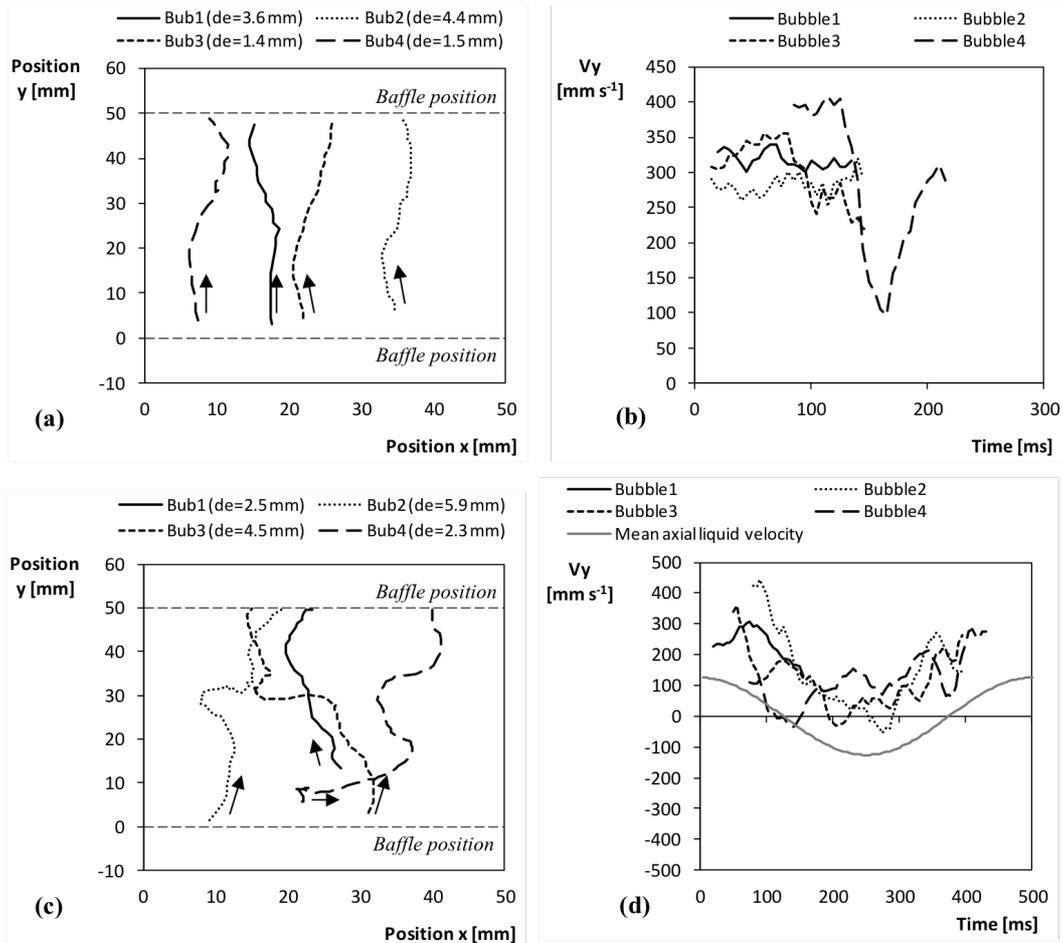 Bub1 (de=3.6 mm) Bub2 (de=4.4 mm)
Bub3 (de=1.4 mm) Bub4 (de=1.5 mm)
Position
y [mm]
60
50
40
30
20
10
0
-10
Baffle position
Baffle position
0 10 20 30 40 50
(a)
Position x [mm]
Bubble1 Bubble2
Bubble3 Bubble4
Vy
[mm s-1]
450
400
350
300
250
200
150
100
50
0
0 100 200 300
(b)
Time [ms]
Bub1 (de=2.5 mm) Bub2 (de=5.9 mm)
Bub3 (de=4.5 mm) Bub4 (de=2.3 mm)
Position
y [mm]
60
50
40
30
20
10
0
-10
Baffle position
Baffle position
0 10 20 30 40 50
(c)
Position x [mm]
Bubble1 Bubble2
Bubble3 Bubble4
Mean axial liquid velocity
Vy
[mm s-1]
500
400
300
200
100
0
-100
-200
-300
-400
-500
0 100 200 300 400 500
(d)
Time [ms]